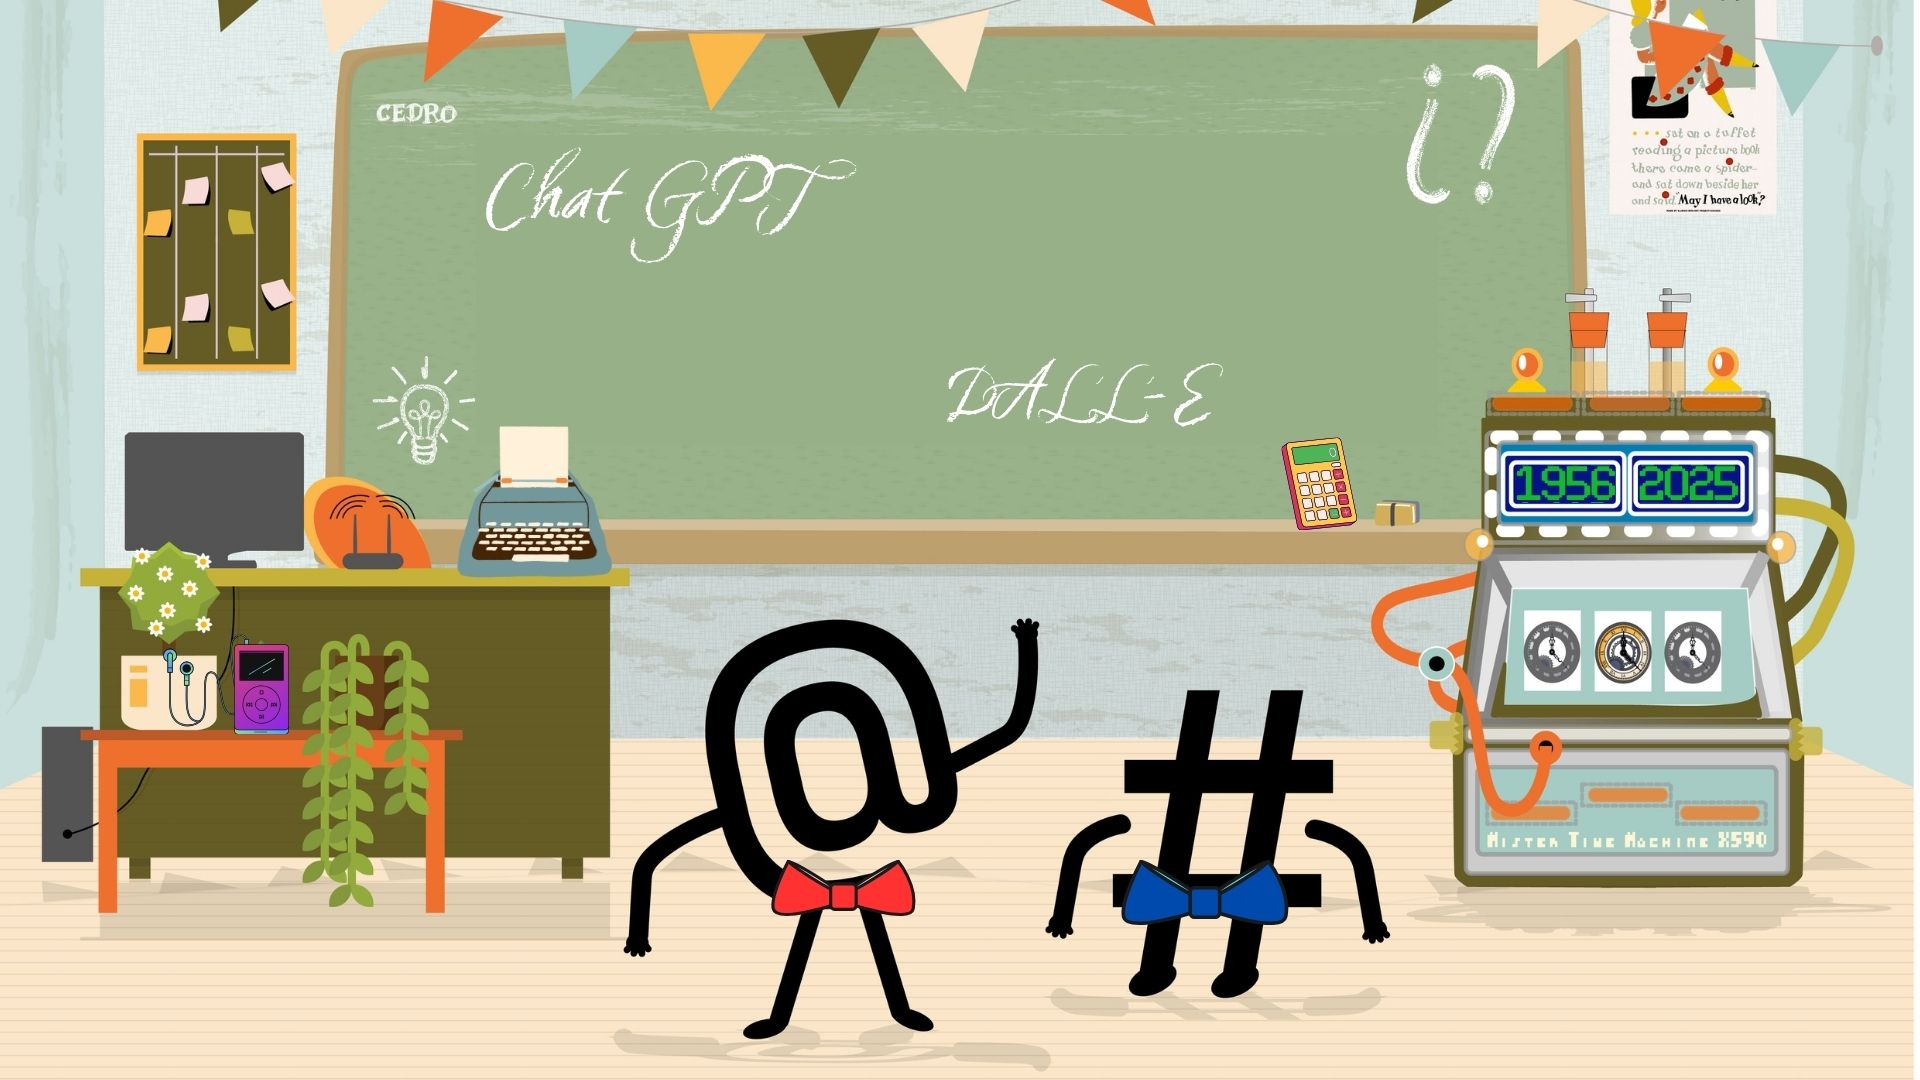 CEDRO
Chat GPT
¿?
DALL-E
... sat on a tuffet
reading a picture book
there came a spider-
and sat down beside her
and said, "May I have a look?"
0
1956 2025
Mister Time Machine X590
@ #